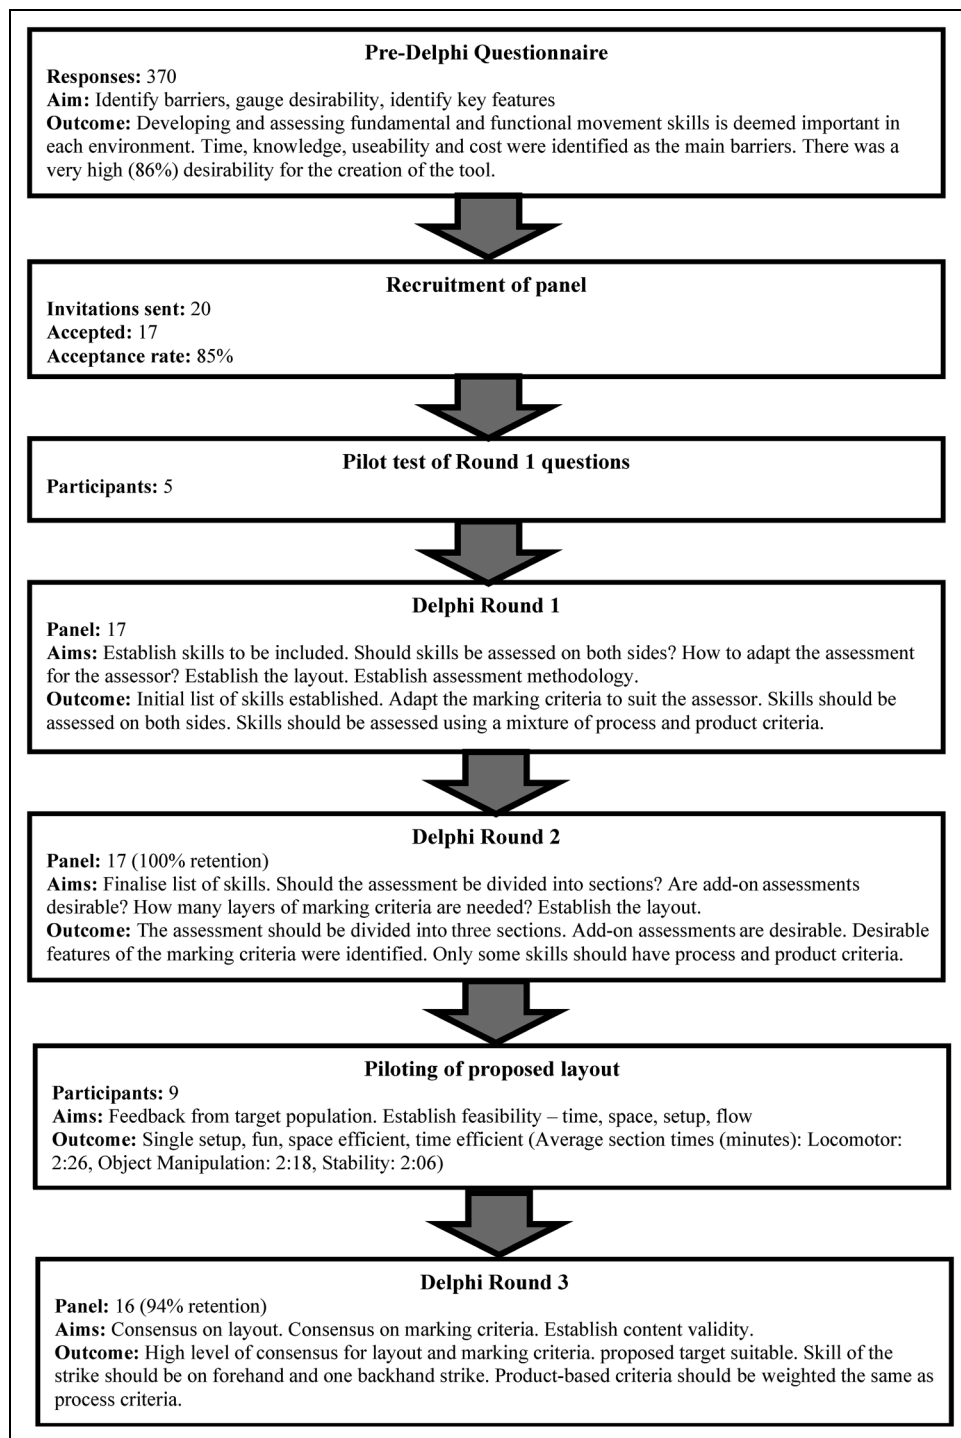 Pre-Delphi Questionnaire
Responses: 370
Aim: Identify barriers, gauge desirability, identify key features
Outcome: Developing and assessing fundamental and functional movement skills is deemed important in
each environment. Time, knowledge, useability and cost were identified as the main barriers. There was a
very high (86%) desirability for the creation of the tool.
Recruitment of panel
Invitations sent: 20
Accepted: 17
Acceptance rate: 85%
Pilot test of Round 1 questions
Participants: 5
Delphi Round 1
Panel: 17
Aims: Establish skills to be included. Should skills be assessed on both sides? How to adapt the assessment
for the assessor? Establish the layout. Establish assessment methodology.
Outcome: Initial list of skills established. Adapt the marking criteria to suit the assessor. Skills should be
assessed on both sides. Skills should be assessed using a mixture of process and product criteria.
Delphi Round 2
Panel: 17 (100% retention)
Aims: Finalise list of skills. Should the assessment be divided into sections? Are add-on assessments
desirable? How many layers of marking criteria are needed? Establish the layout.
Outcome: The assessment should be divided into three sections. Add-on assessments are desirable. Desirable
features of the marking criteria were identified. Only some skills should have process and product criteria.
Piloting of proposed layout
Participants: 9
Aims: Feedback from target population. Establish feasibility – time, space, setup, flow
Outcome: Single setup, fun, space efficient, time efficient (Average section times (minutes): Locomotor:
2:26, Object Manipulation: 2:18, Stability: 2:06)
Delphi Round 3
Panel: 16 (94% retention)
Aims: Consensus on layout. Consensus on marking criteria. Establish content validity.
Outcome: High level of consensus for layout and marking criteria. proposed target suitable. Skill of the
strike should be on forehand and one backhand strike. Product-based criteria should be weighted the same as
process criteria.